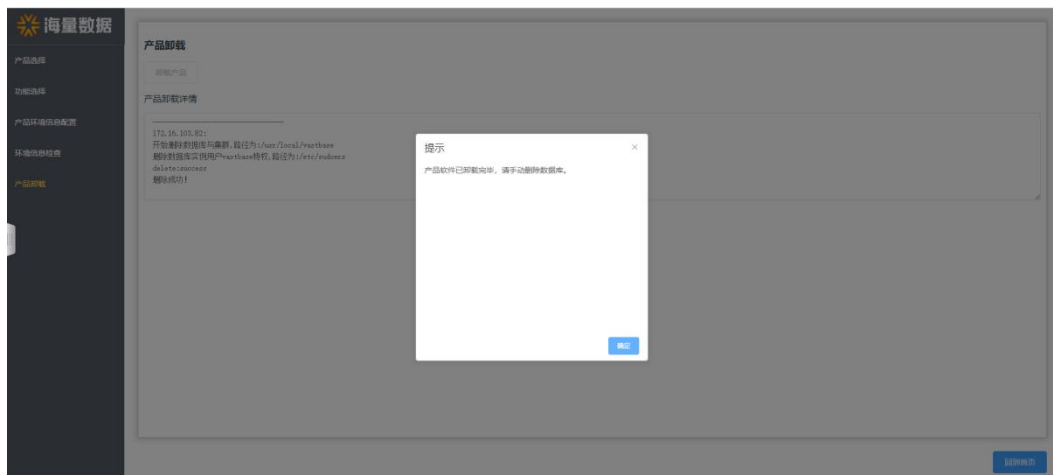 海量数据
产品选择
功能选择
产品环境信息配置
环境信息检查
产品卸载
产品卸载
卸载产品
产品卸载详情
172.16.103.82:
开始删除数据库与集群,路径为:/usr/local/vastbase
删除数据库实例用户vastbase特权,路径为:/etc/sudoers
delete:success
删除成功!
提示
×
产品软件已卸载完毕，请手动删除数据库。
确定
回到首页